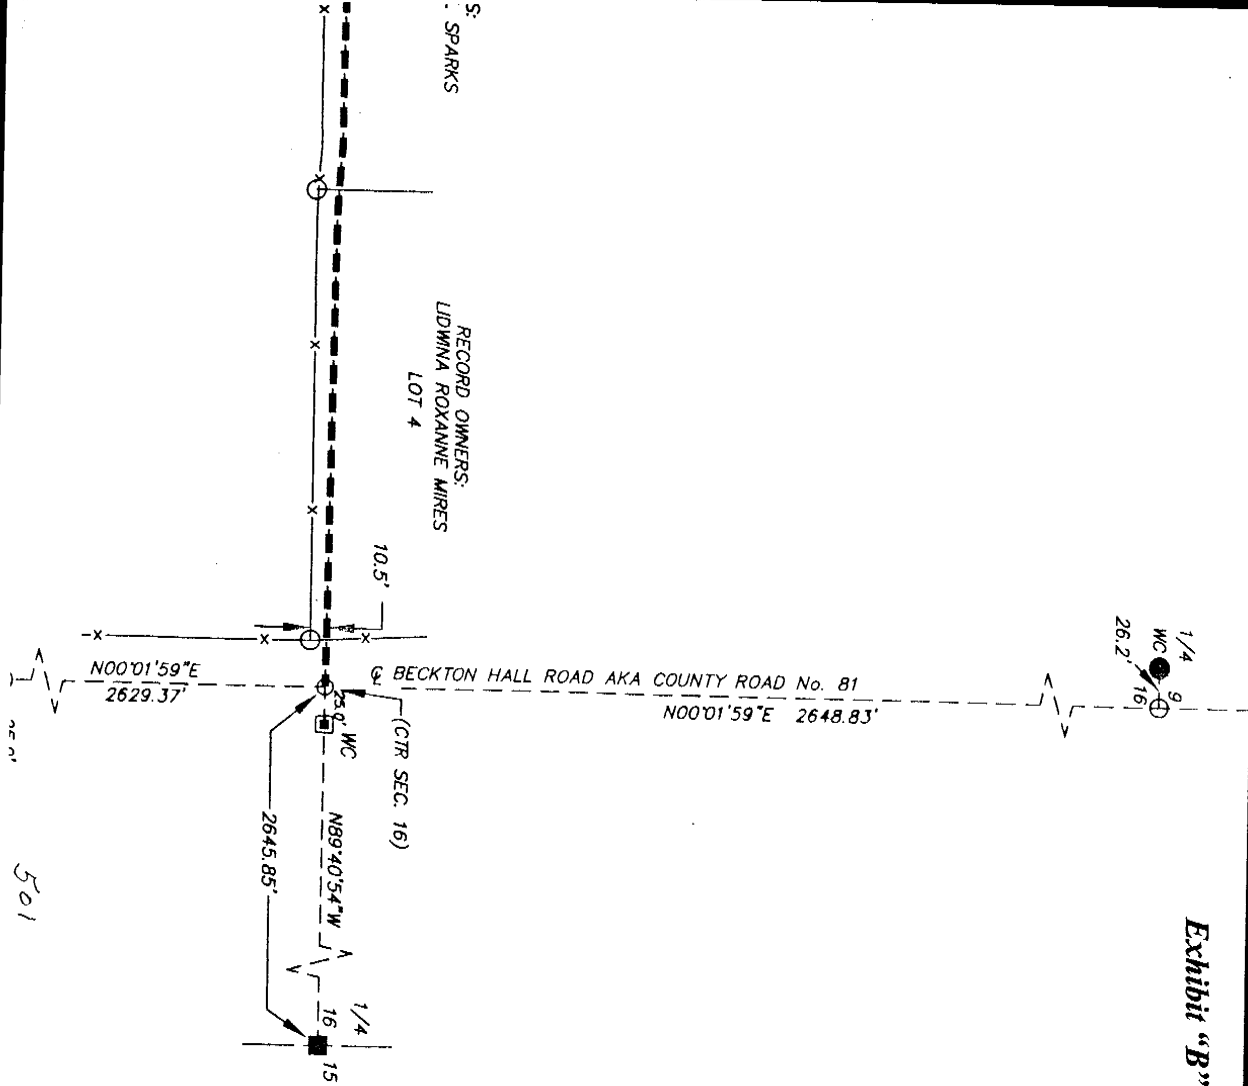 S:
. SPARKS
RECORD OWNERS:
LIDWINA ROXANNE MIRES
LOT 4
10.5'
N00°01'59"E
2629.37'
℄ BECKTON HALL ROAD AKA COUNTY ROAD No. 81
N00°01'59"E 2648.83'
1/4
WC
26.2'
9
16
25.0' WC
(CTR SEC. 16)
N89°40'54"W
2645.85'
1/4
16
15
501
Exhibit "B"